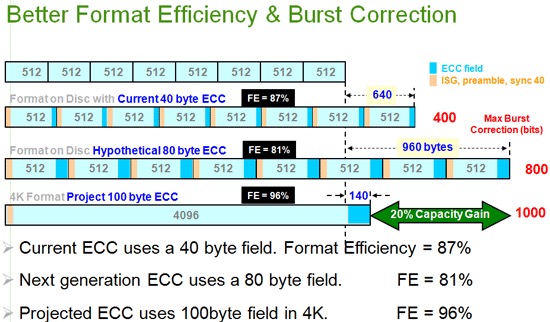 Better Format Efficiency & Burst Correction
512 512 512 512 512 512 512 512
ECC field
ISG, preamble, sync 40
Format on Disc with Current 40 byte ECC FE = 87% 640
512 512 512 512 512 512 512 512 400
Max Burst
Correction (bits)
Format on Disc Hypothetical 80 byte ECC FE = 81% 960 bytes
512 512 512 512 512 512 512 512 800
4K Format Project 100 byte ECC FE = 96% 140
4096 20% Capacity Gain 1000
Current ECC uses a 40 byte field. Format Efficiency = 87%
Next generation ECC uses a 80 byte field. FE = 81%
Projected ECC uses 100byte field in 4K. FE = 96%